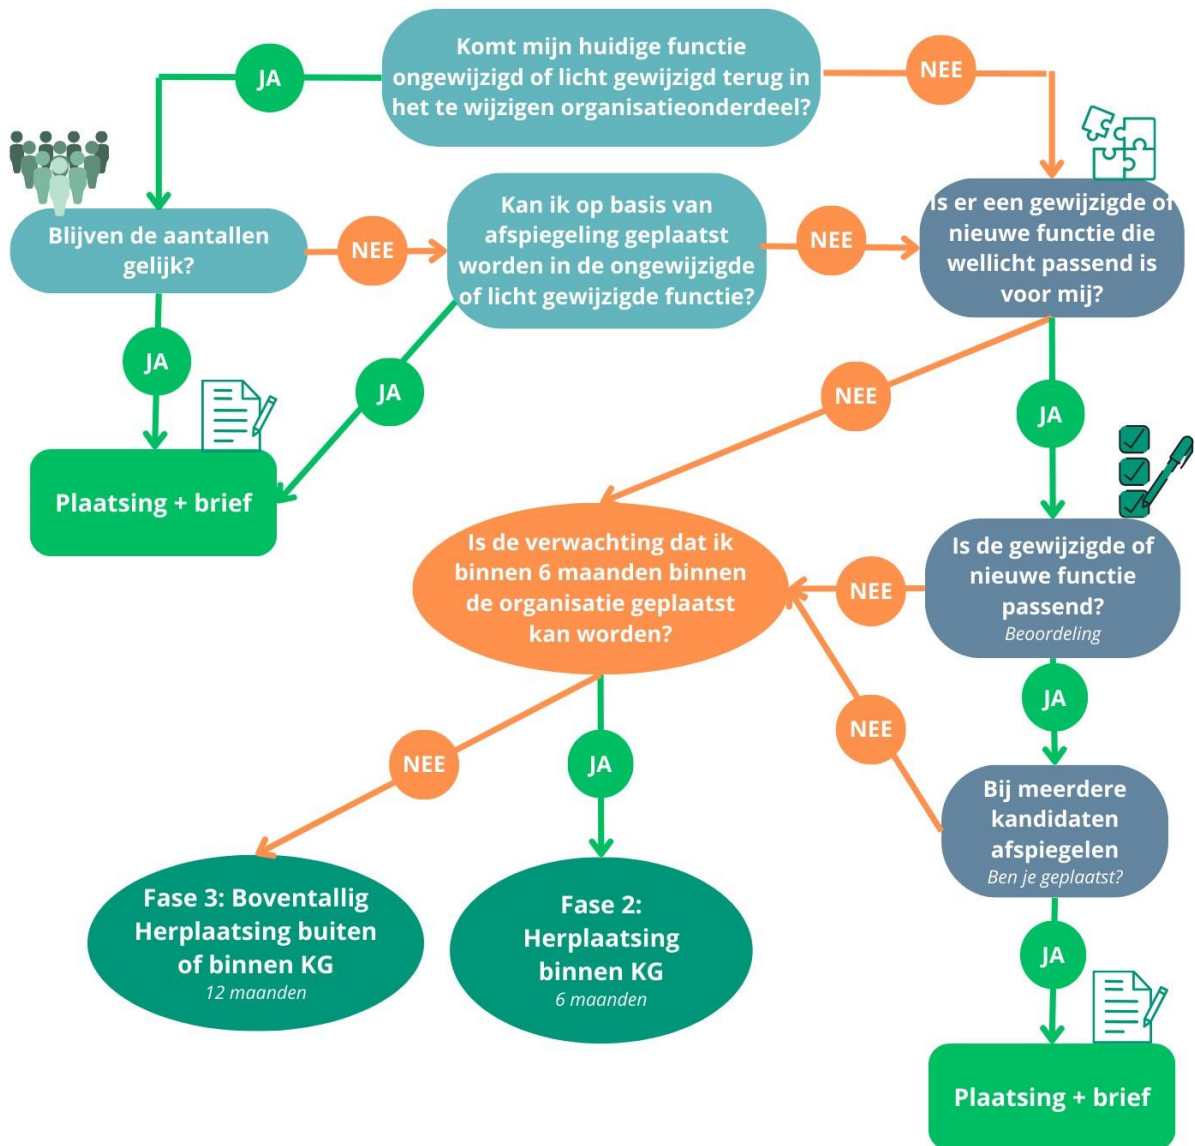 Komt mijn huidige functie
ongewijzigd of licht gewijzigd terug in
het te wijzigen organisatieonderdeel?
JA
NEE
Blijven de aantallen
gelijk?
NEE
Kan ik op basis van
afspiegeling geplaatst
worden in de ongewijzigde
of licht gewijzigde functie?
NEE
Is er een gewijzigde of
nieuwe functie die
wellicht passend is
voor mij?
JA
JA
NEE
JA
Plaatsing + brief
Is de verwachting dat ik
binnen 6 maanden binnen
de organisatie geplaatst
kan worden?
NEE
Is de gewijzigde of
nieuwe functie
passend?
Beoordeling
JA
NEE
NEE
JA
Bij meerdere
kandidaten
afspiegelen
Ben je geplaatst?
Fase 3: Boventallig
Herplaatsing buiten
of binnen KG
12 maanden
Fase 2:
Herplaatsing
binnen KG
6 maanden
JA
Plaatsing + brief